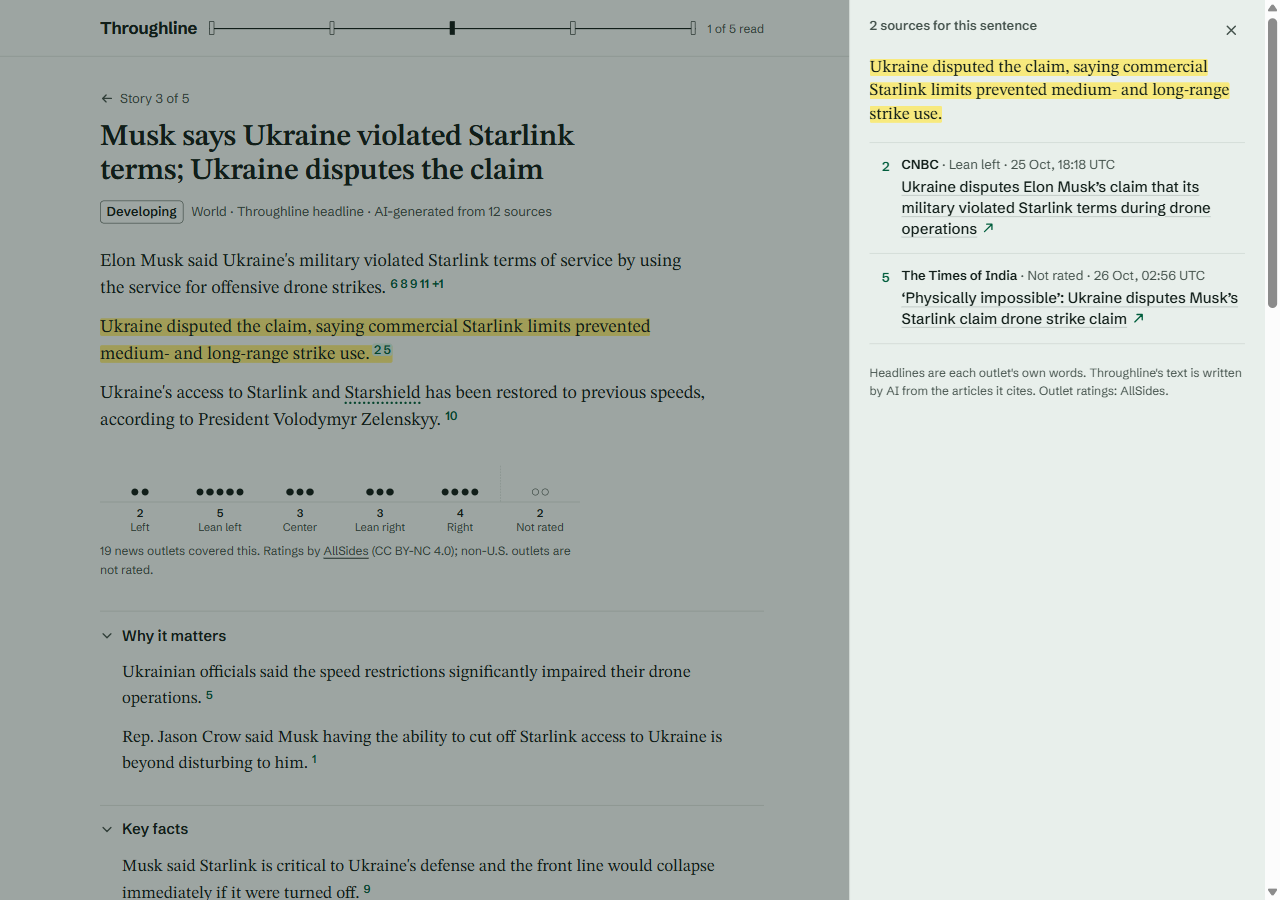 Throughline
1 of 5 read
← Story 3 of 5
Musk says Ukraine violated Starlink
terms; Ukraine disputes the claim
Developing World · Throughline headline · AI-generated from 12 sources
Elon Musk said Ukraine's military violated Starlink terms of service by using
the service for offensive drone strikes. 6 8 9 11 +1
Ukraine disputed the claim, saying commercial Starlink limits prevented
medium- and long-range strike use. 2 5
Ukraine's access to Starlink and Starshield has been restored to previous speeds,
according to President Volodymyr Zelenskyy. 10
2 5 3 3 4 2
Left Lean left Center Lean right Right Not rated
19 news outlets covered this. Ratings by AllSides (CC BY-NC 4.0); non-U.S. outlets are
not rated.
Why it matters
Ukrainian officials said the speed restrictions significantly impaired their drone
operations. 5
Rep. Jason Crow said Musk having the ability to cut off Starlink access to Ukraine is
beyond disturbing to him. 1
Key facts
Musk said Starlink is critical to Ukraine's defense and the front line would collapse
immediately if it were turned off. 9
2 sources for this sentence
Ukraine disputed the claim, saying commercial
Starlink limits prevented medium- and long-range
strike use.
2 CNBC · Lean left · 25 Oct, 18:18 UTC
Ukraine disputes Elon Musk’s claim that its
military violated Starlink terms during drone
operations ↗
5 The Times of India · Not rated · 26 Oct, 02:56 UTC
‘Physically impossible’: Ukraine disputes Musk’s
Starlink claim drone strike claim ↗
Headlines are each outlet's own words. Throughline's text is written
by AI from the articles it cites. Outlet ratings: AllSides.